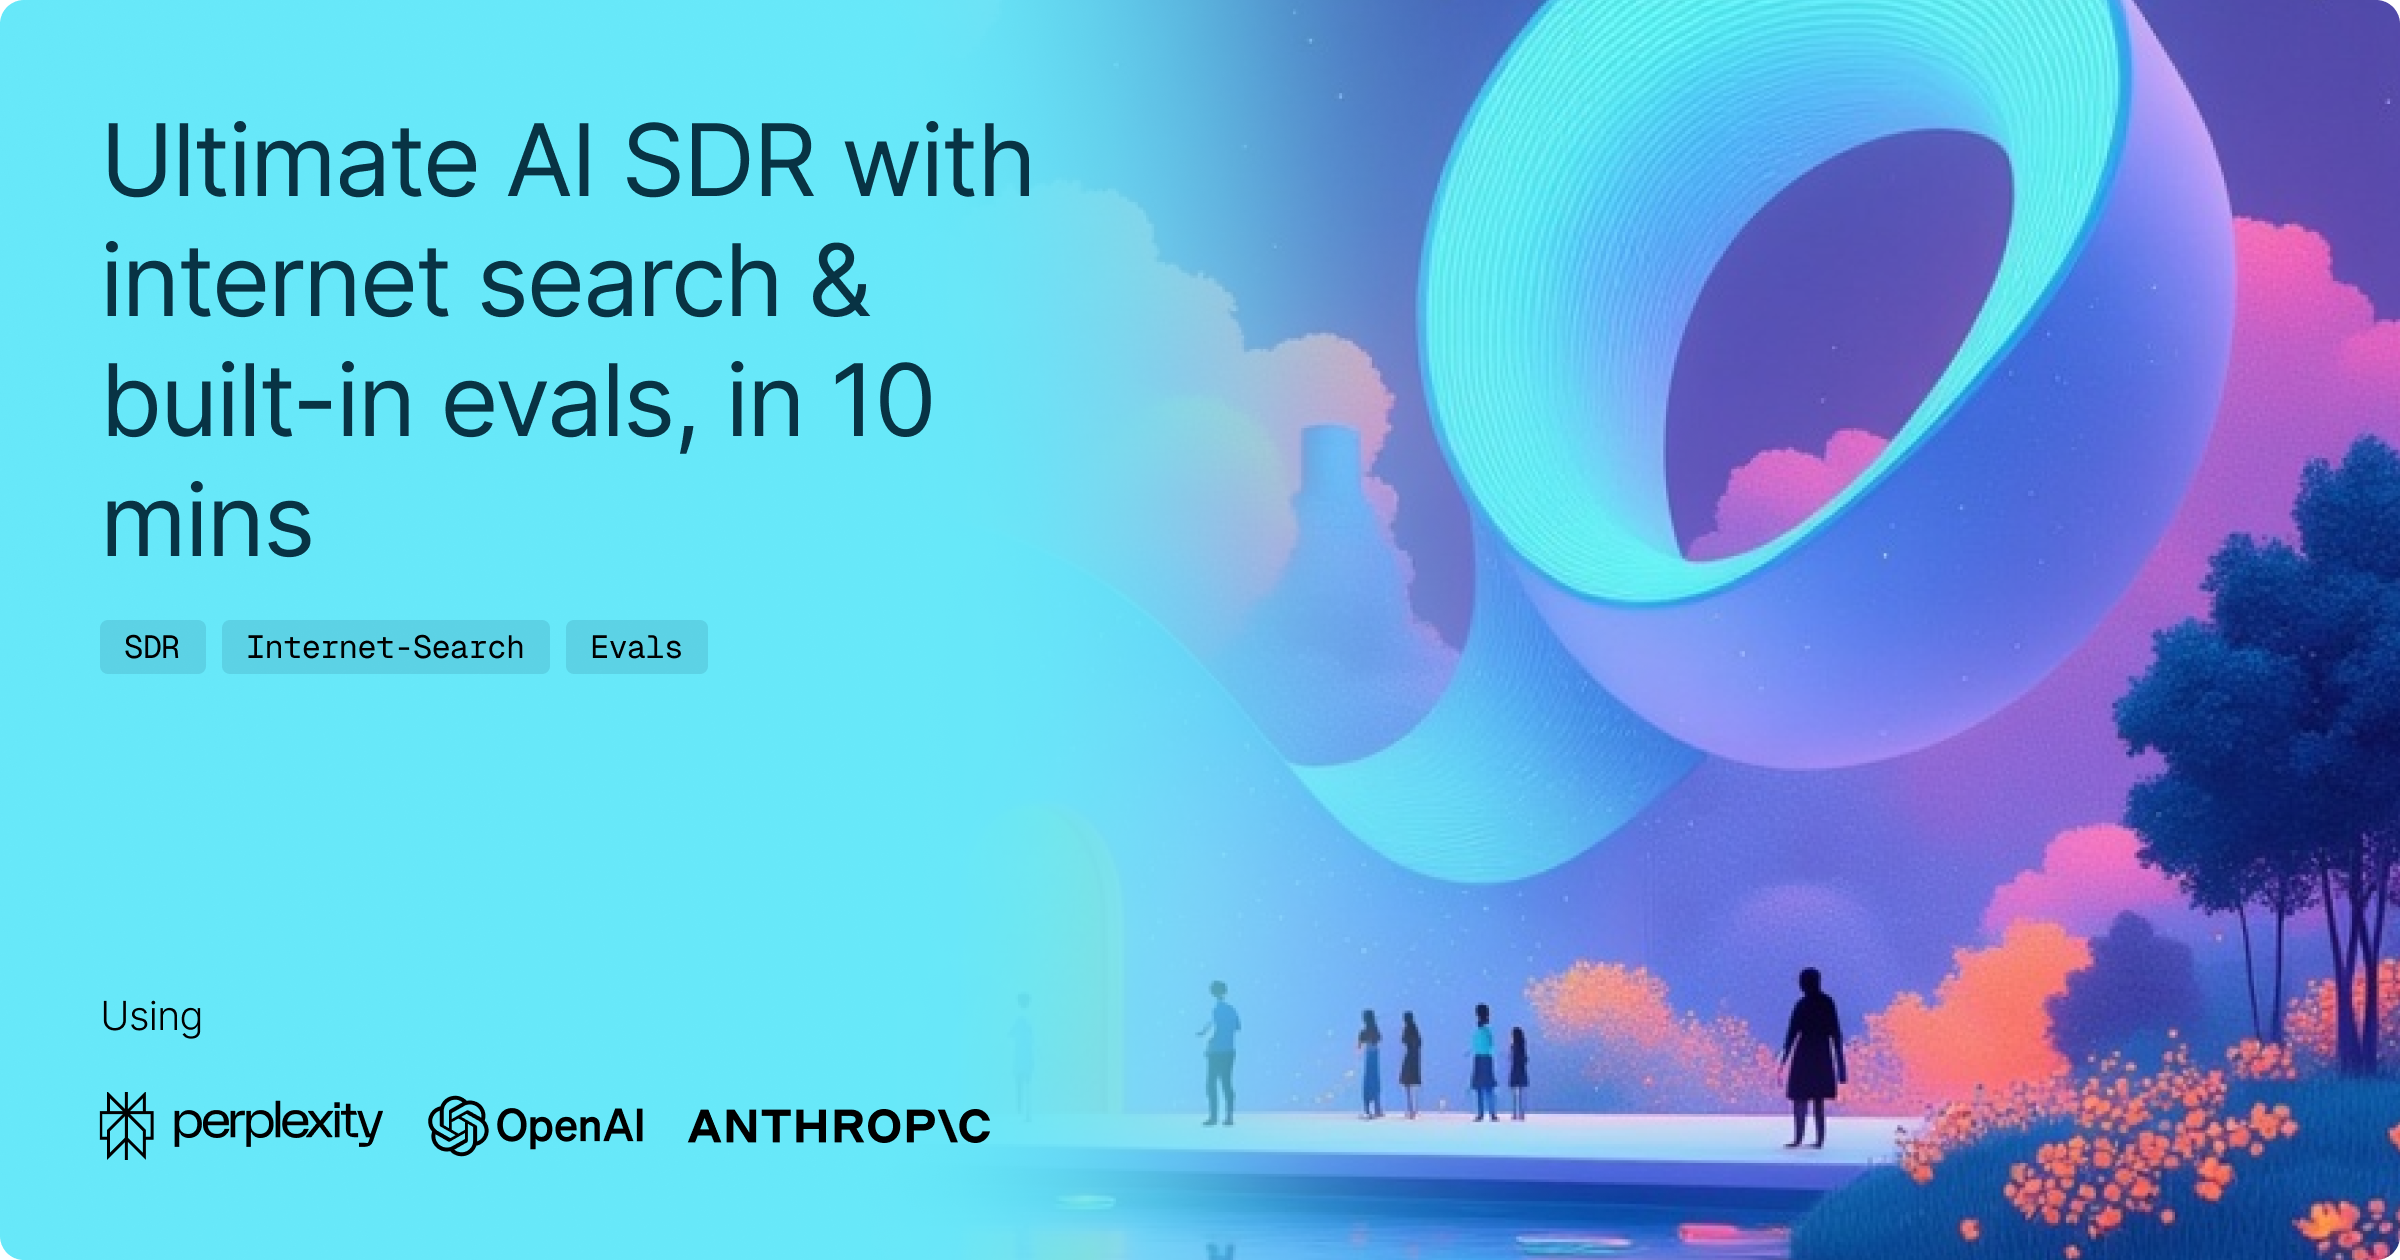 Ultimate AI SDR with
internet search &
built-in evals, in 10
mins
SDR Internet-Search Evals
Using
perplexity OpenAI ANTHROP\C